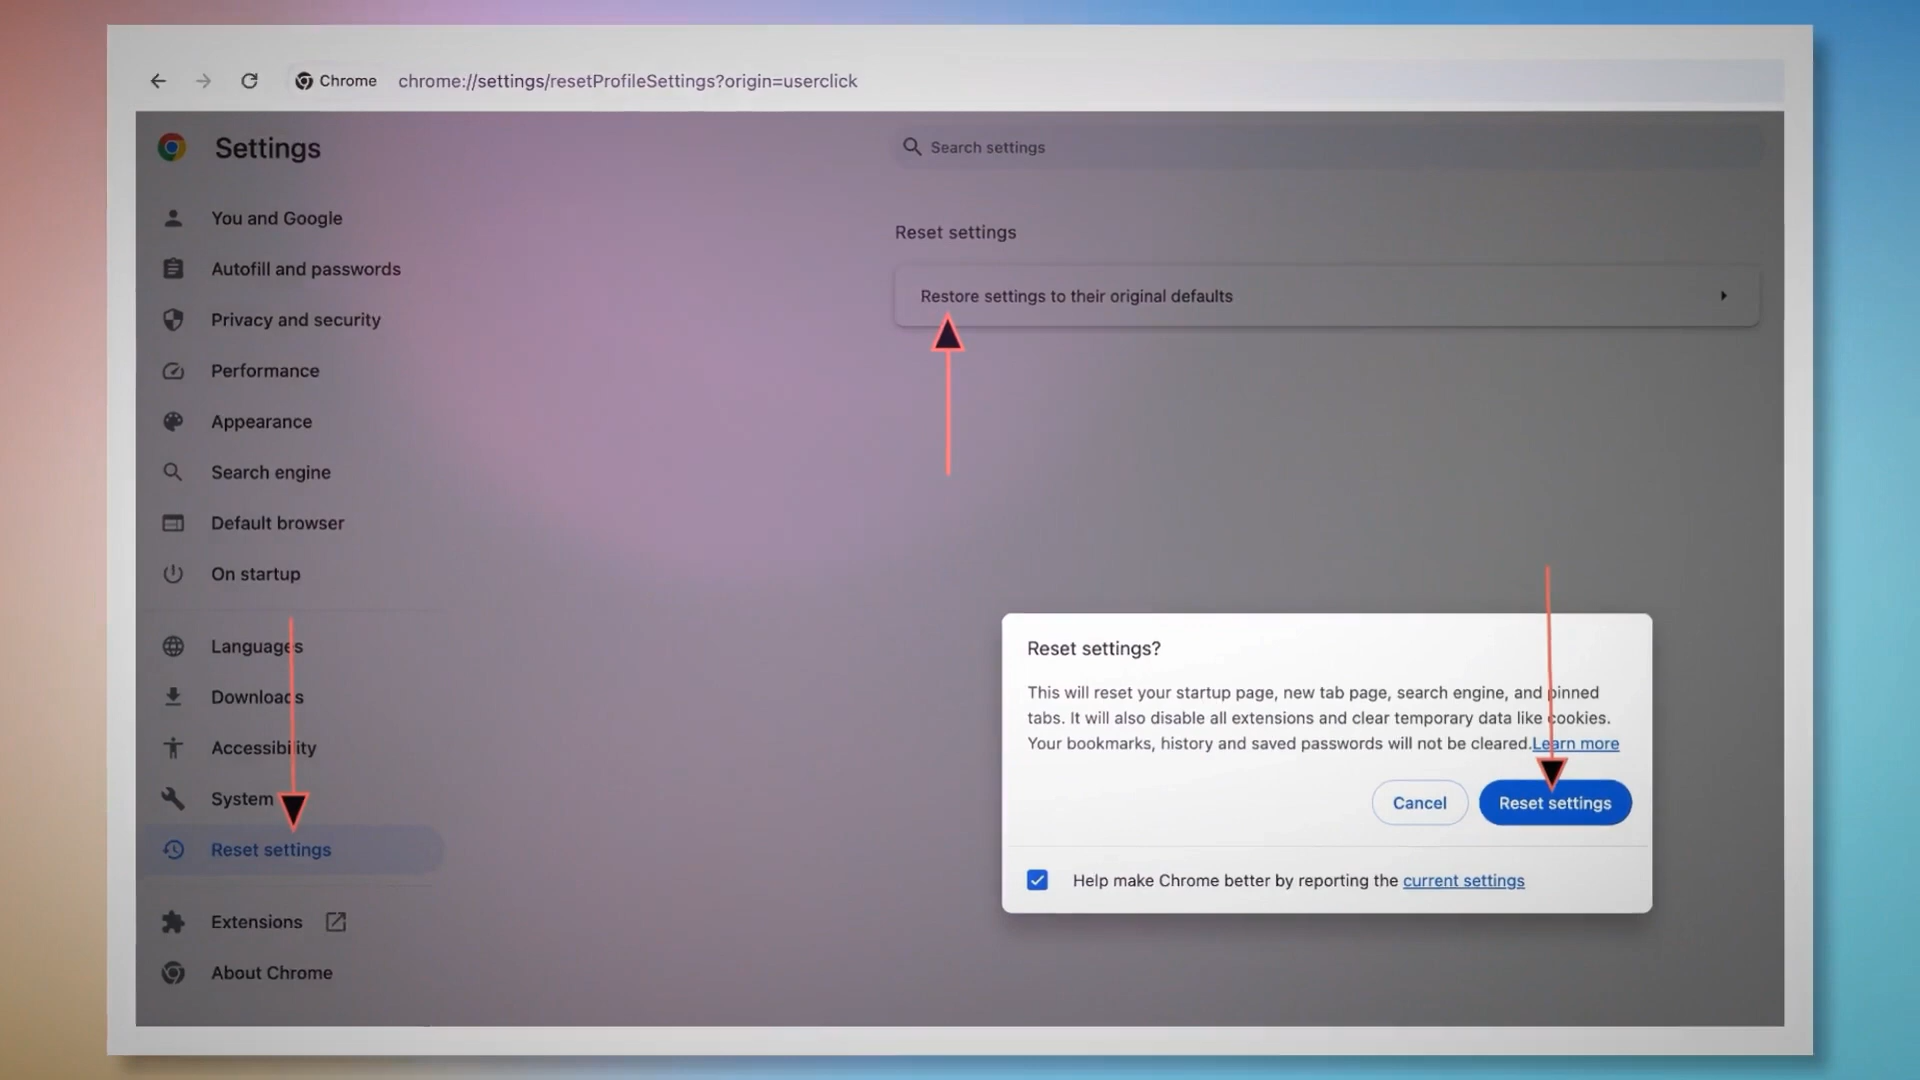 Chrome chrome://settings/resetProfileSettings?origin=userclick
Settings
Search settings
You and Google
Autofill and passwords
Privacy and security
Performance
Appearance
Search engine
Default browser
On startup
Languages
Downloads
Accessibility
System
Reset settings
Extensions
About Chrome
Reset settings
Restore settings to their original defaults
Reset settings?
This will reset your startup page, new tab page, search engine, and pinned
tabs. It will also disable all extensions and clear temporary data like cookies.
Your bookmarks, history and saved passwords will not be cleared.Learn more
Cancel
Reset settings
Help make Chrome better by reporting the current settings